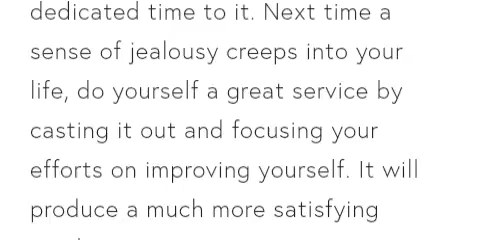 dedicated time to it. Next time a
sense of jealousy creeps into your
life, do yourself a great service by
casting it out and focusing your
efforts on improving yourself. It will
produce a much more satisfying